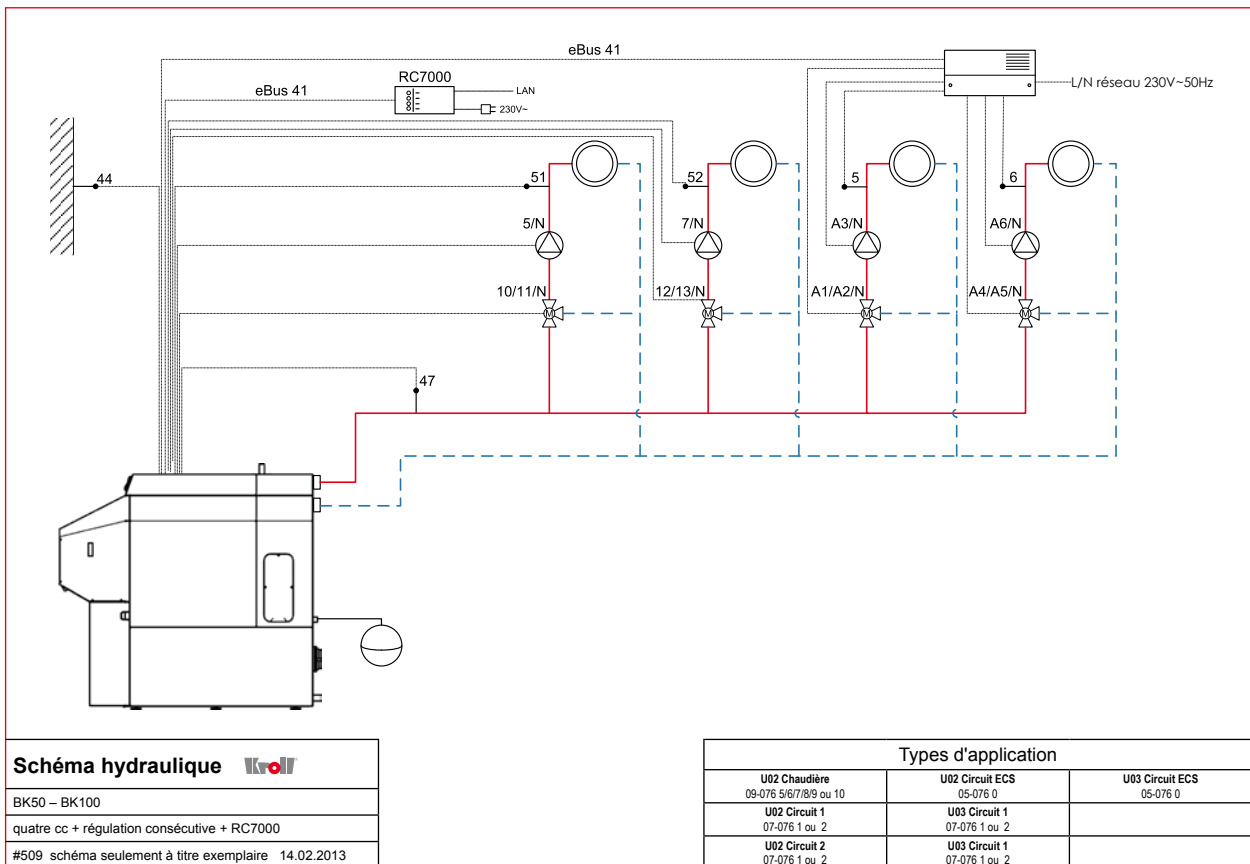 eBus 41
RC7000
eBus 41
LAN
230V~
L/N réseau 230V~50Hz
44
51
52
5
6
5/N
7/N
A3/N
A6/N
10/11/N
12/13/N
A1/A2/N
A4/A5/N
M
M
M
M
47
Schéma hydraulique Kroll
BK50 – BK100
quatre cc + régulation consécutive + RC7000
#509 schéma seulement à titre exemplaire 14.02.2013
Types d'application
U02 Chaudière
09-076 5/6/7/8/9 ou 10
U02 Circuit ECS
05-076 0
U03 Circuit ECS
05-076 0
U02 Circuit 1
07-076 1 ou 2
U03 Circuit 1
07-076 1 ou 2
U02 Circuit 2
07-076 1 ou 2
U03 Circuit 1
07-076 1 ou 2